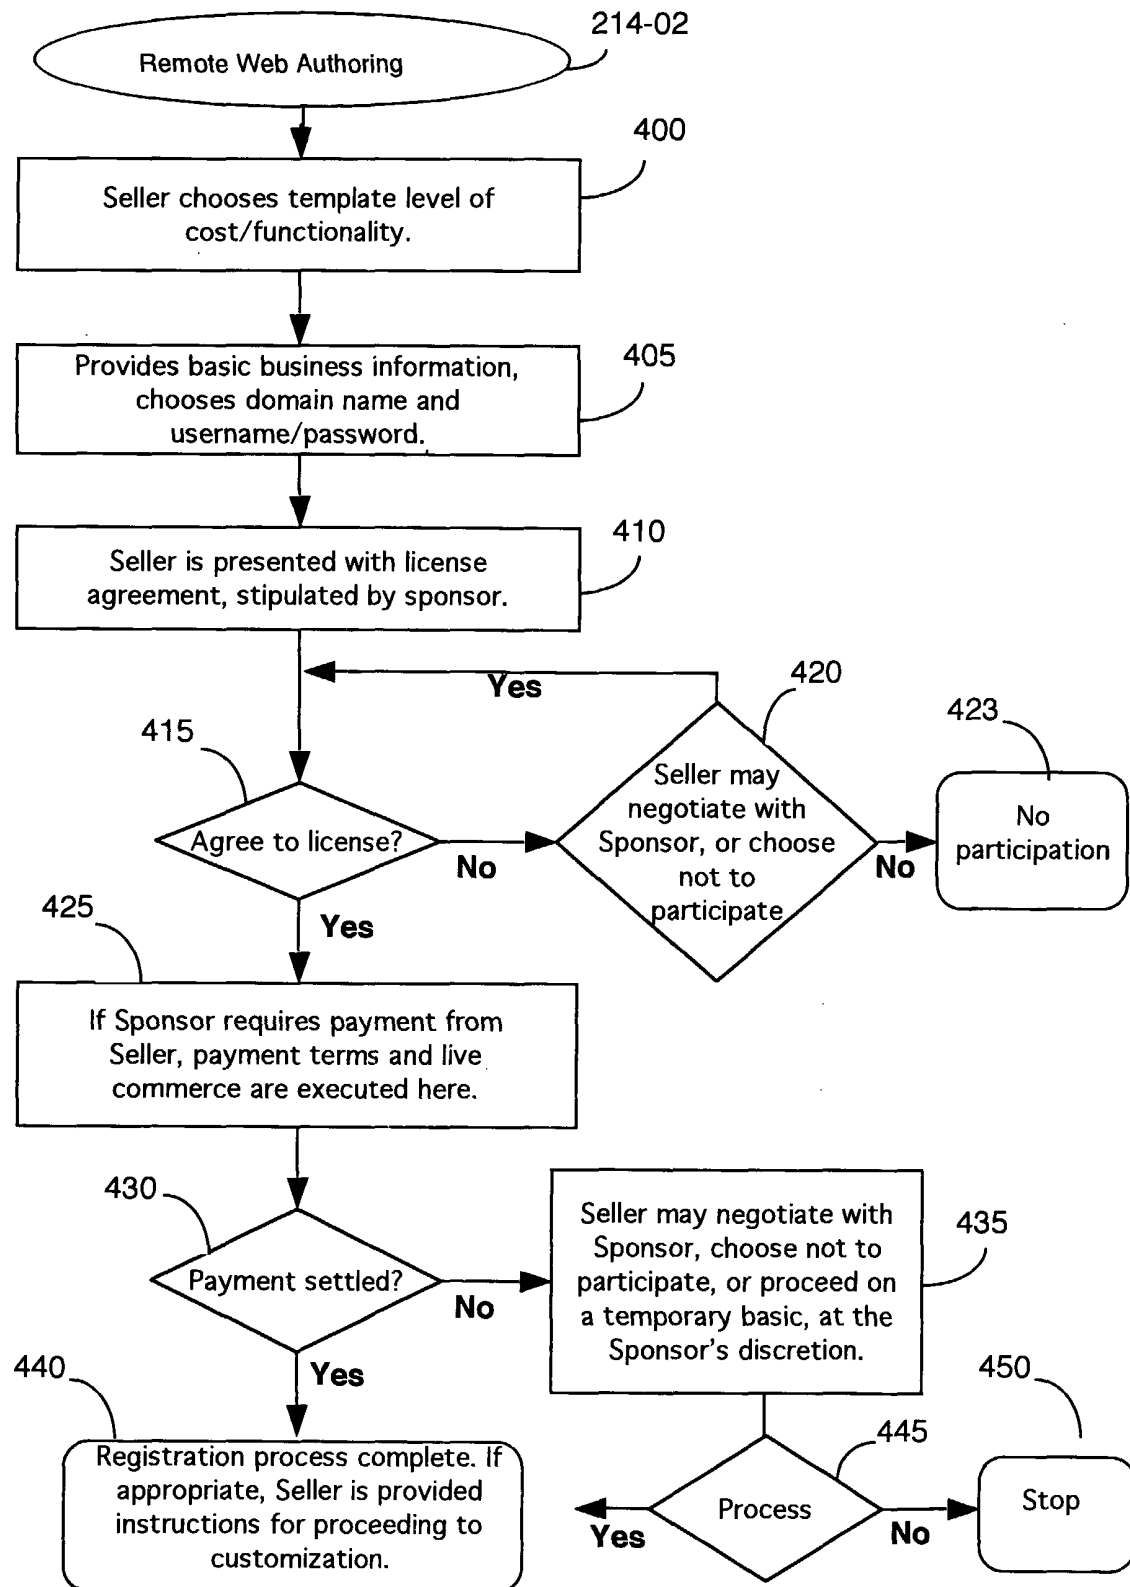 214-02
Remote Web Authoring
400
Seller chooses template level of
cost/functionality.
405
Provides basic business information,
chooses domain name and
username/password.
410
Seller is presented with license
agreement, stipulated by sponsor.
Yes
420
423
415
Agree to license?
No
Seller may
negotiate with
Sponsor, or choose
not to
participate
No
No
participation
425
Yes
If Sponsor requires payment from
Seller, payment terms and live
commerce are executed here.
430
Payment settled?
No
Seller may negotiate with
Sponsor, choose not to
participate, or proceed on
a temporary basic, at the
Sponsor's discretion.
435
Yes
440
Registration process complete. If
appropriate, Seller is provided
instructions for proceeding to
customization.
445
Process
Yes
No
450
Stop